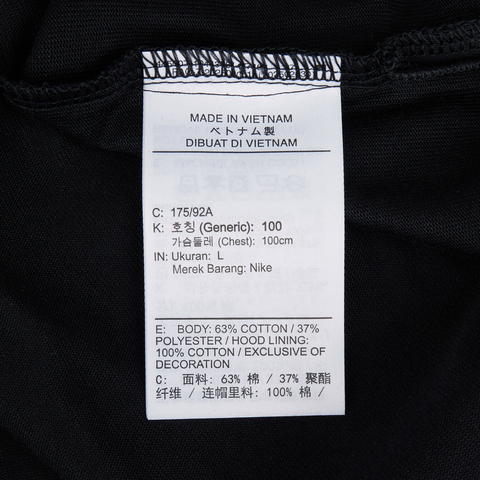 MADE IN VIETNAM
ベトナム製
DIBUAT DI VIETNAM
C: 175/92A
K: 호칭 (Generic): 100
가슴둘레 (Chest): 100cm
IN: Ukuran: L
Merek Barang: Nike
E: BODY: 63% COTTON / 37%
POLYESTER / HOOD LINING:
100% COTTON / EXCLUSIVE OF
DECORATION
C: 面料: 63% 棉 / 37% 聚酯
纤维 / 连帽里料: 100% 棉 /